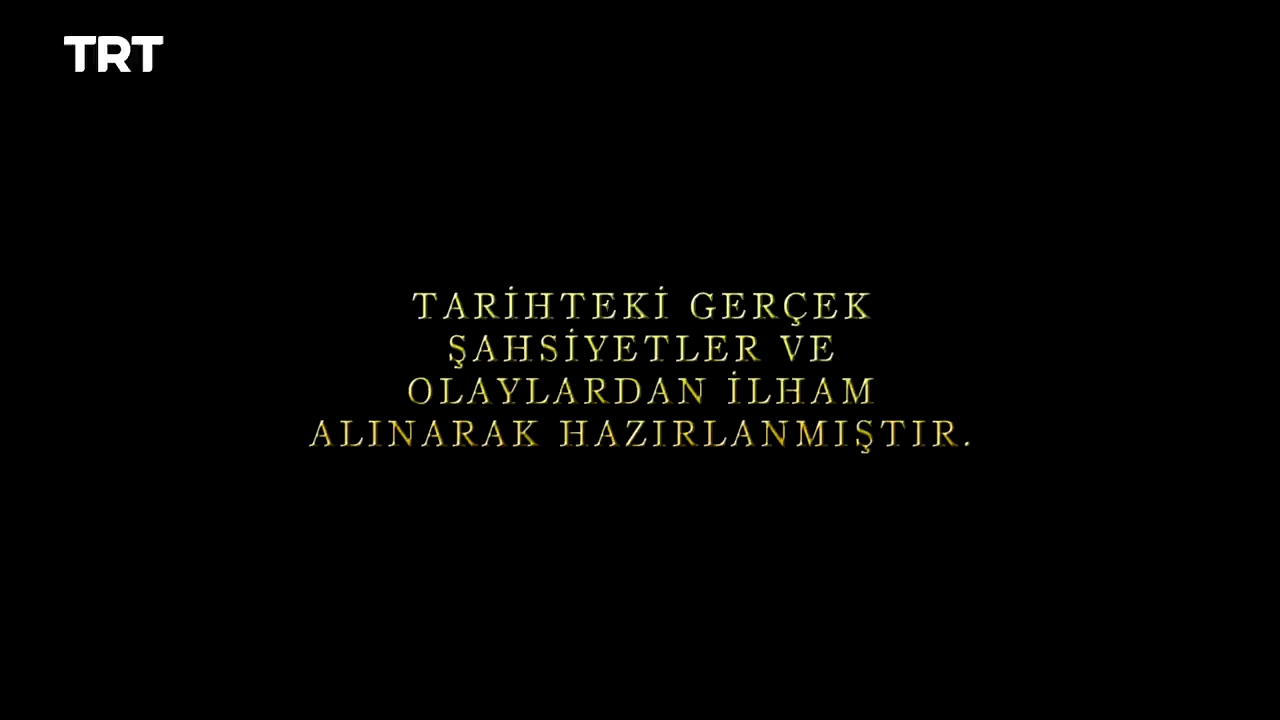 TRT
TARİHTEKİ GERÇEK
ŞAHSİYETLER VE
OLAYLARDAN İLHAM
ALINARAK HAZIRLANMIŞTIR.